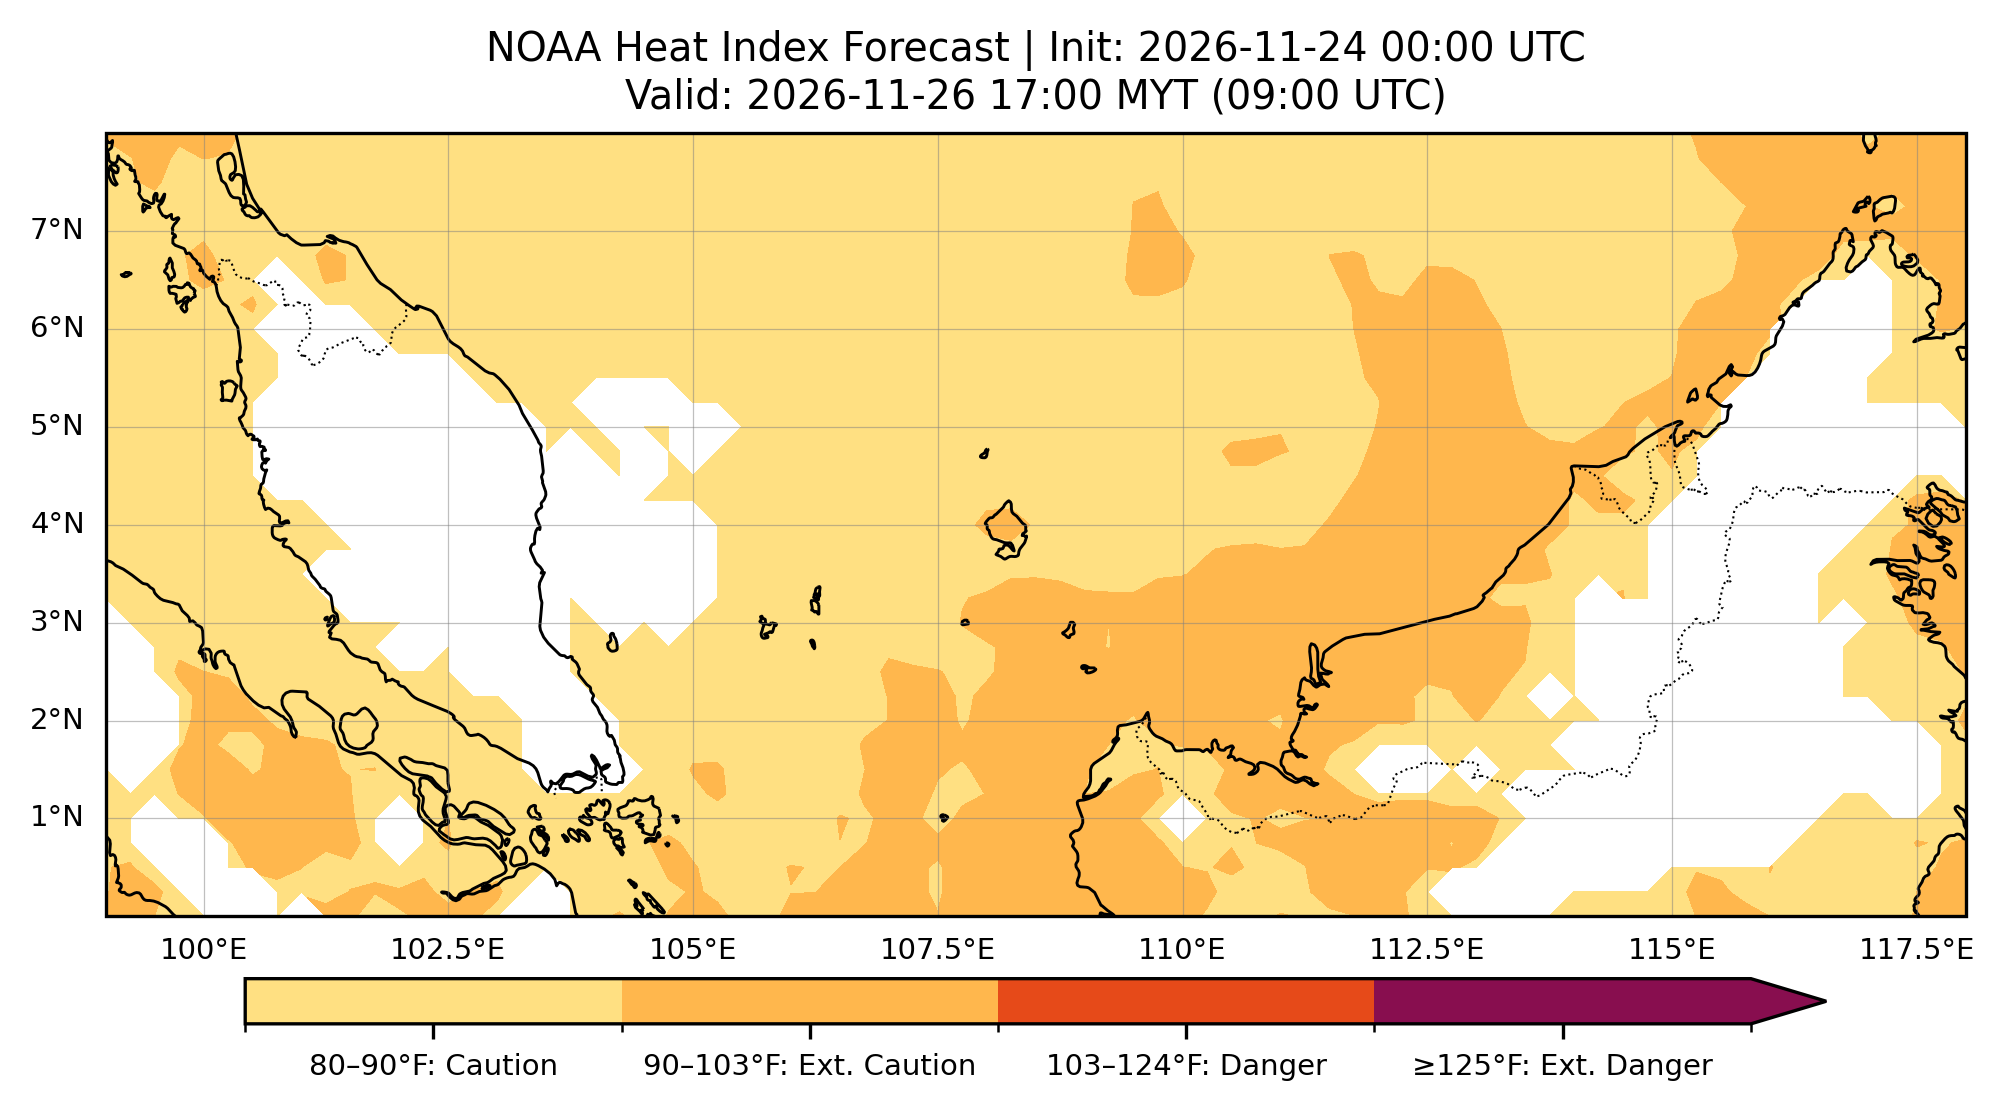 NOAA Heat Index Forecast | Init: 2026-11-24 00:00 UTC
Valid: 2026-11-26 17:00 MYT (09:00 UTC)
7°N
6°N
5°N
4°N
3°N
2°N
1°N
100°E 102.5°E 105°E 107.5°E 110°E 112.5°E 115°E 117.5°E
80–90°F: Caution 90–103°F: Ext. Caution 103–124°F: Danger ≥125°F: Ext. Danger